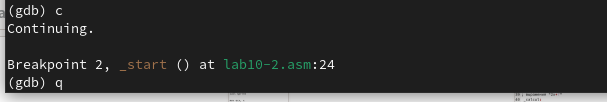 (gdb) c
Continuing.
Breakpoint 2, _start () at lab10-2.asm:24
(gdb) q